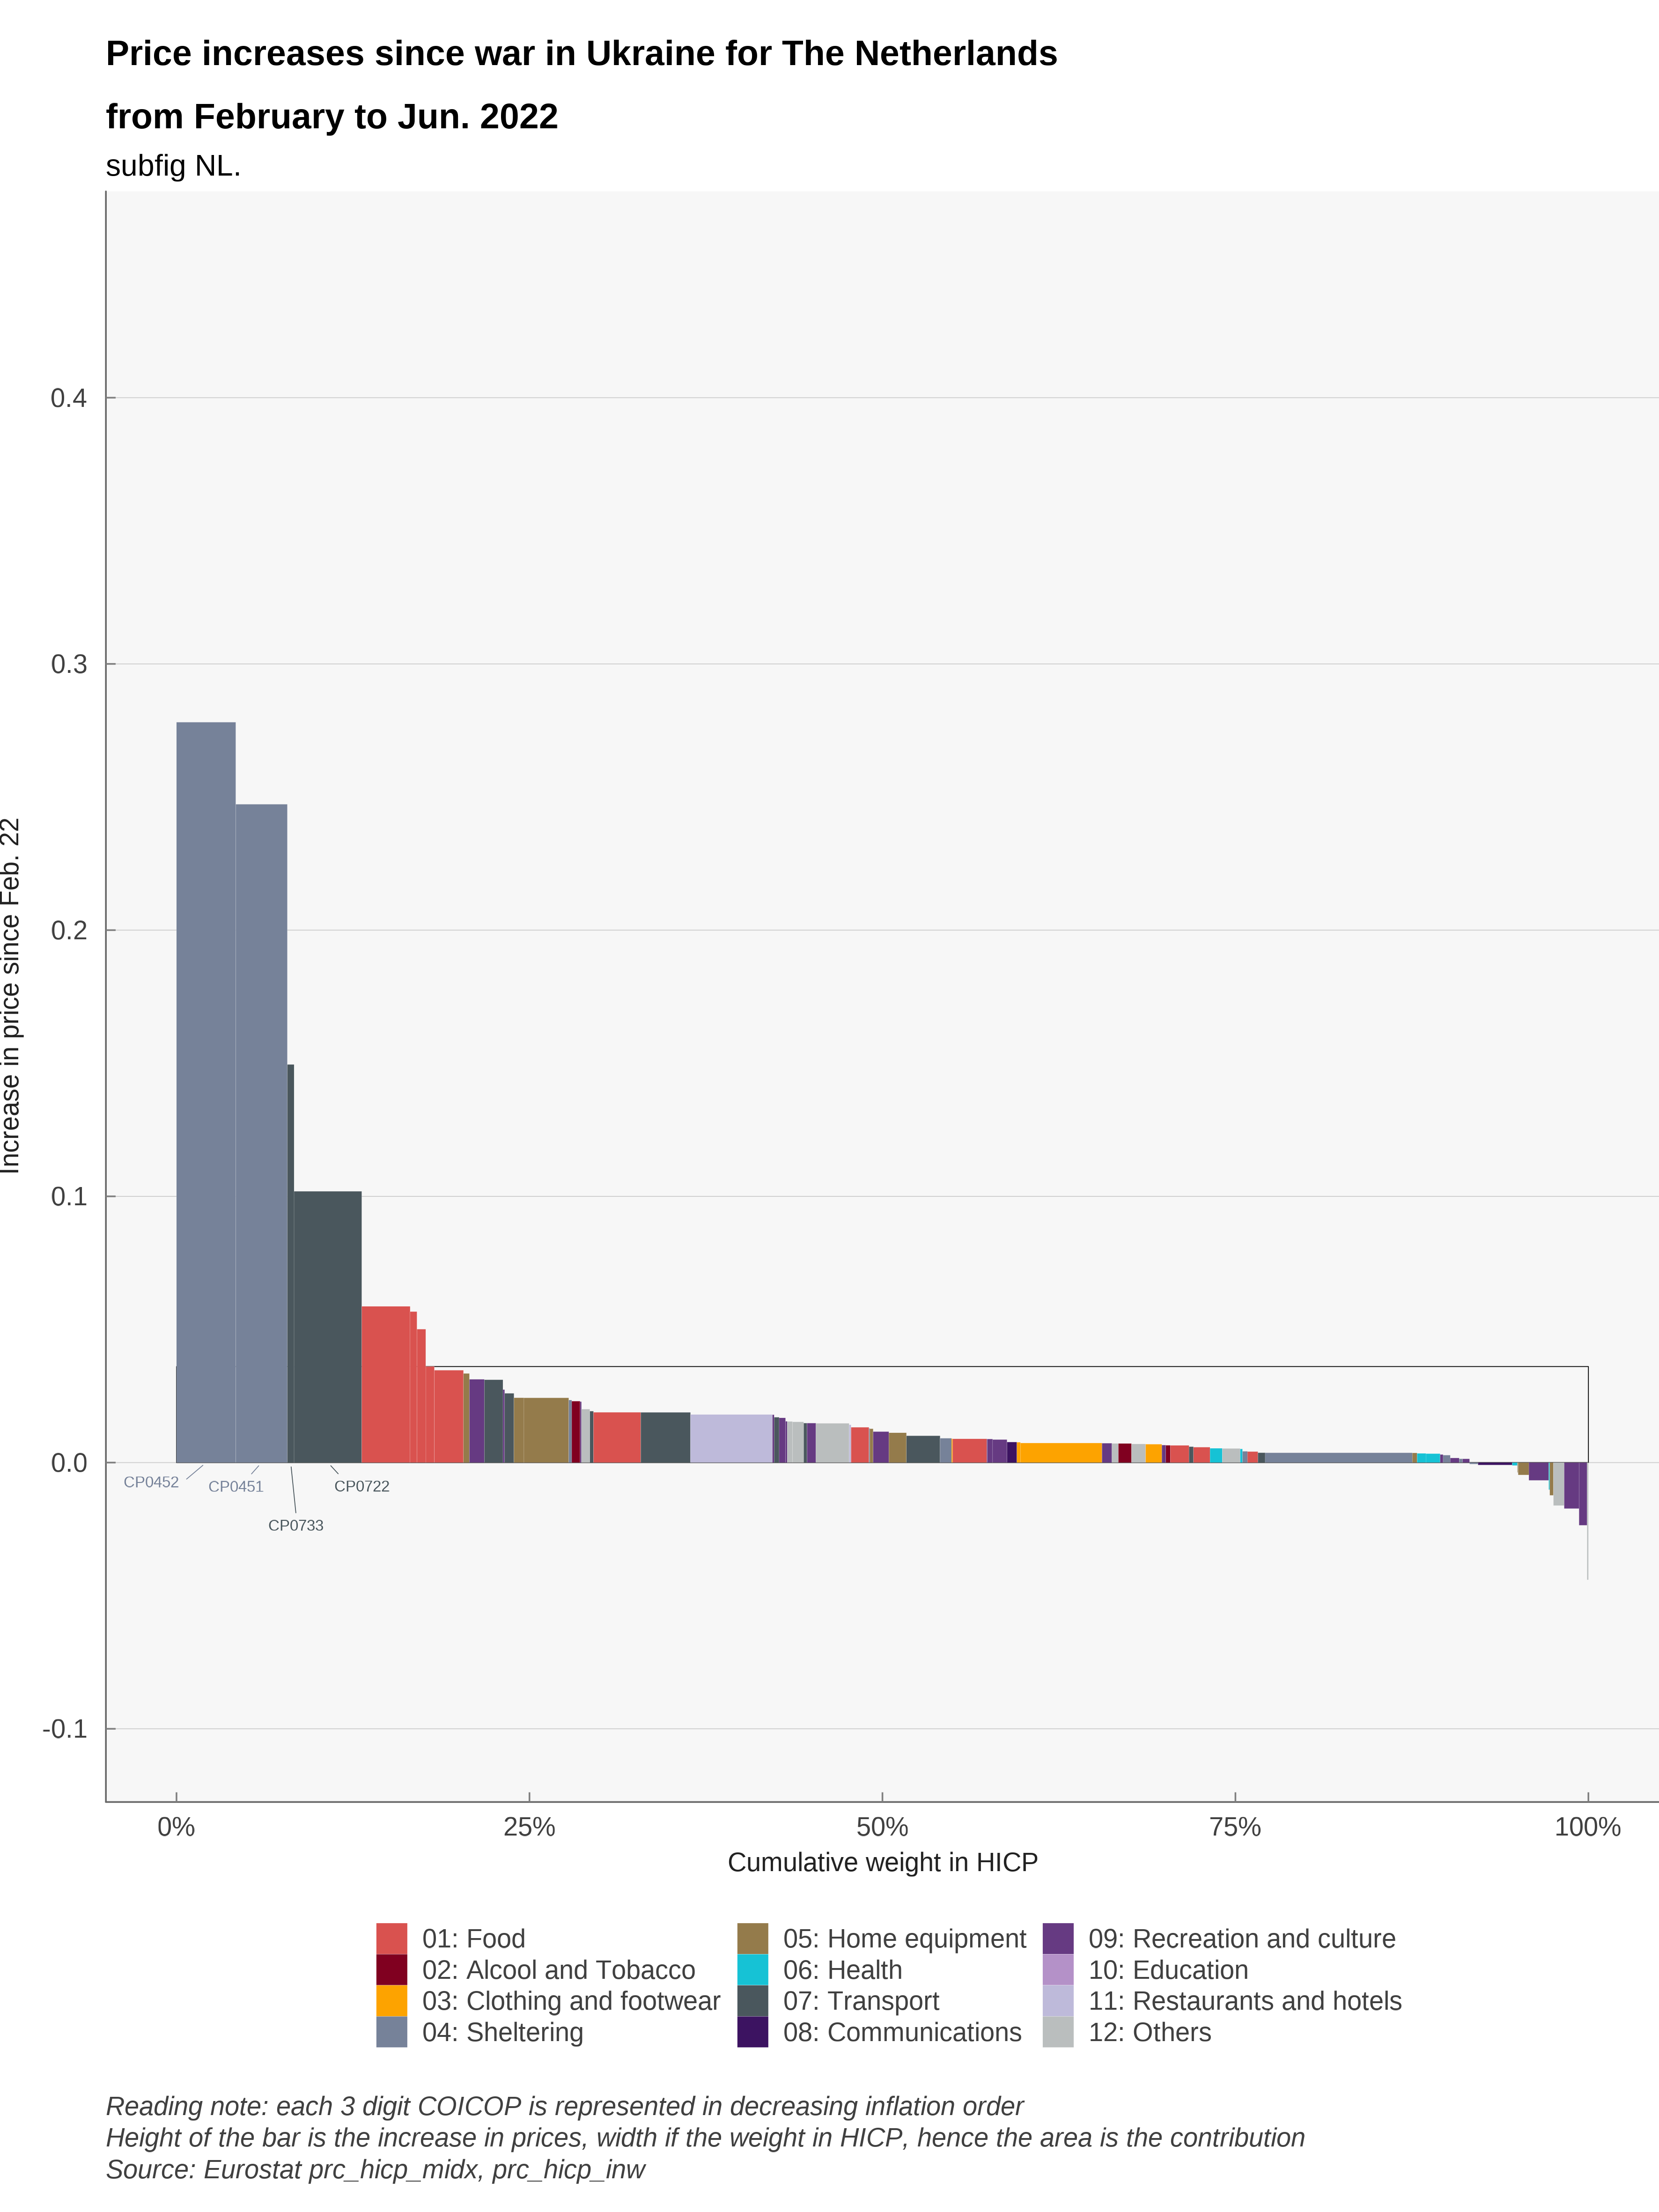 Price increases since war in Ukraine for The Netherlands
from February to Jun. 2022
subfig NL.
Increase in price since Feb. 22
0.4
0.3
0.2
0.1
0.0
-0.1
CP0452
CP0451
CP0722
CP0733
0%
25%
50%
75%
100%
Cumulative weight in HICP
01: Food
02: Alcool and Tobacco
03: Clothing and footwear
04: Sheltering
05: Home equipment
06: Health
07: Transport
08: Communications
09: Recreation and culture
10: Education
11: Restaurants and hotels
12: Others
Reading note: each 3 digit COICOP is represented in decreasing inflation order
Height of the bar is the increase in prices, width if the weight in HICP, hence the area is the contribution
Source: Eurostat prc_hicp_midx, prc_hicp_inw